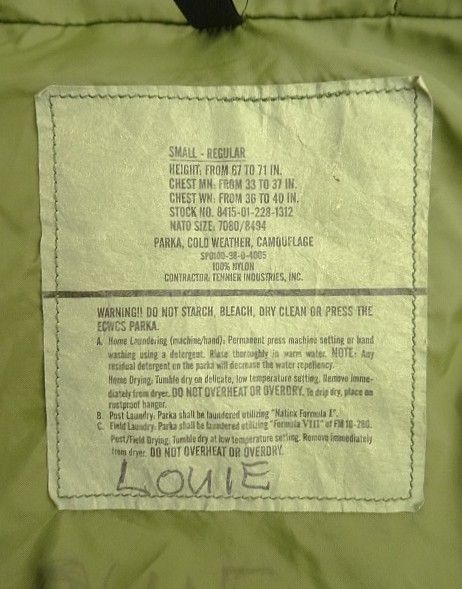 SMALL - REGULAR
HEIGHT: FROM 67 TO 71 IN.
CHEST MN: FROM 33 TO 37 IN.
CHEST WN: FROM 36 TO 40 IN.
STOCK NO. 8415-01-228-1312
NATO SIZE: 7080/8494
PARKA, COLD WEATHER, CAMOUFLAGE
SPO100-98-D-4005
100% NYLON
CONTRACTOR: TENNIER INDUSTRIES, INC.
WARNING!! DO NOT STARCH, BLEACH, DRY CLEAN OR PRESS THE
ECWCS PARKA.
A. Home Laundering (machine/hand): Permanent press machine setting or hand
washing using a detergent. Rinse thoroughly in warm water. NOTE: Any
residual detergent on the parka will decrease the water repellency.
Home Drying: Tumble dry on delicate, low temperature setting. Remove imme-
diately from dryer. DO NOT OVERHEAT OR OVERDRY. To drip dry, place on
rustproof hanger.
B. Post Laundry: Parka shall be laundered utilizing "Natick Formula I".
C. Field Laundry: Parka shall be laundered utilizing "Formula VIII" of FM 10-280.
Post/Field Drying: Tumble dry at low temperature setting. Remove immediately
from dryer. DO NOT OVERHEAT OR OVERDRY.
LOUIE